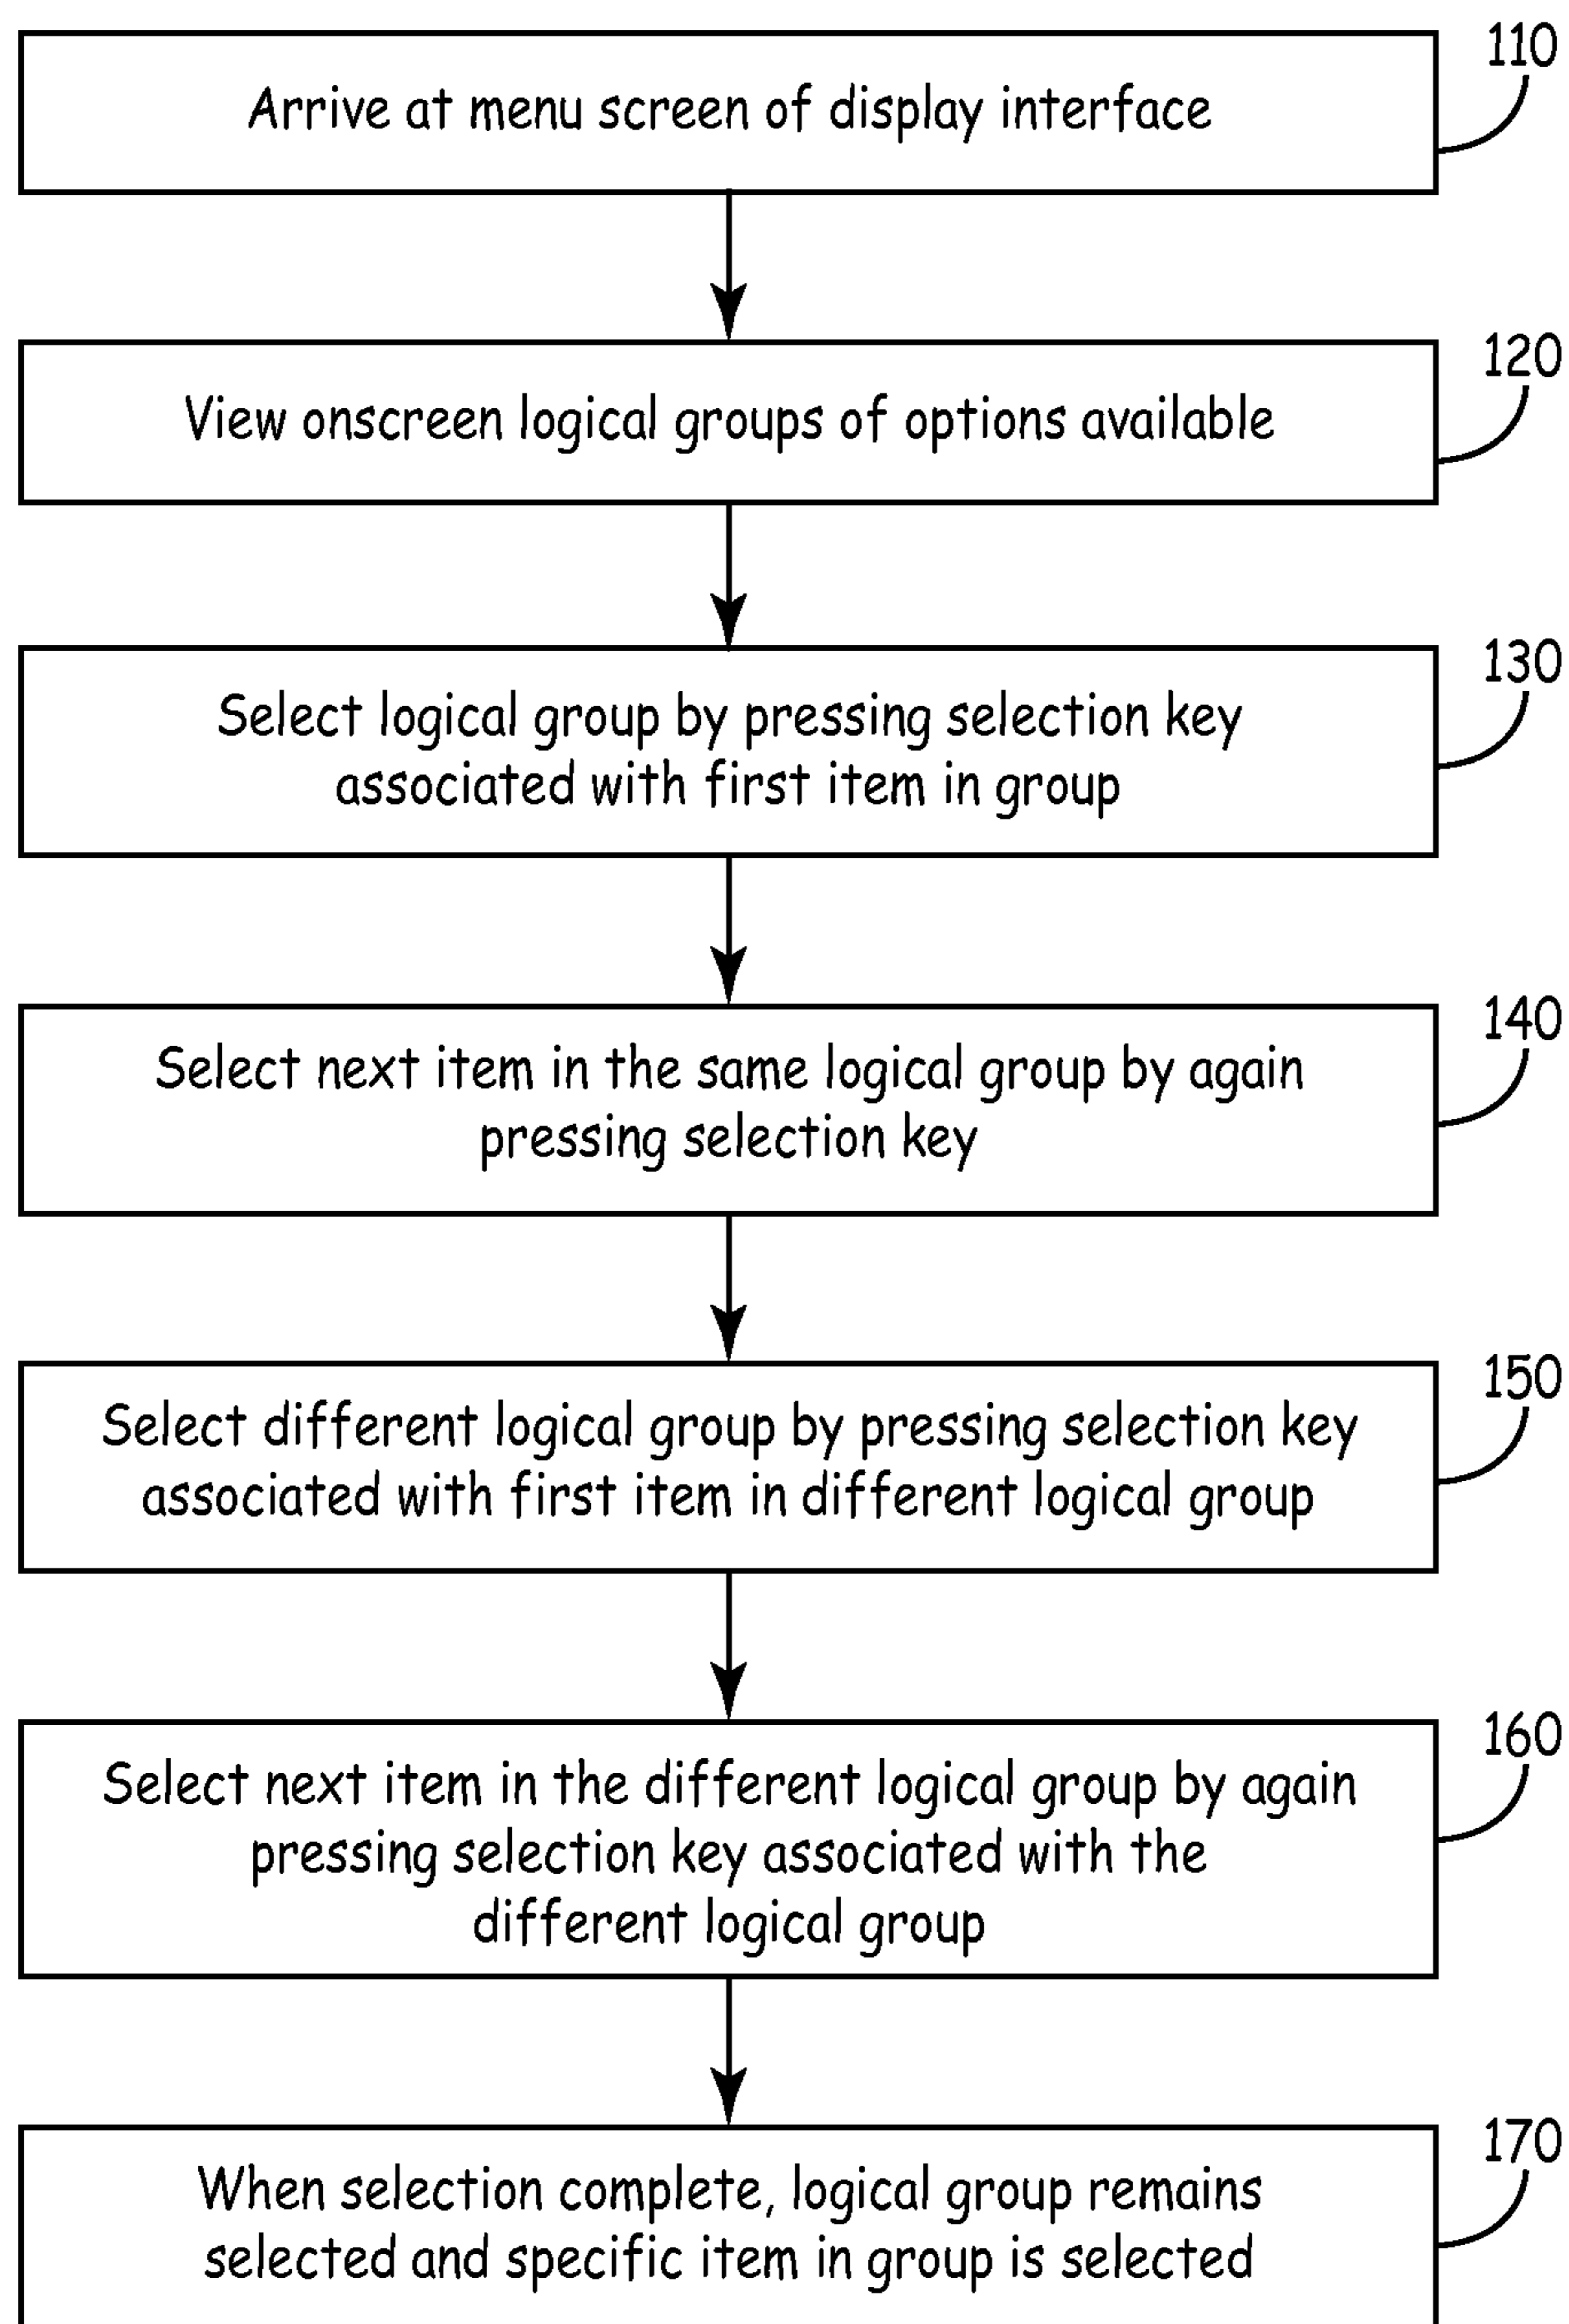 110
Arrive at menu screen of display interface
120
View onscreen logical groups of options available
130
Select logical group by pressing selection key
associated with first item in group
140
Select next item in the same logical group by again
pressing selection key
150
Select different logical group by pressing selection key
associated with first item in different logical group
160
Select next item in the different logical group by again
pressing selection key associated with the
different logical group
170
When selection complete, logical group remains
selected and specific item in group is selected